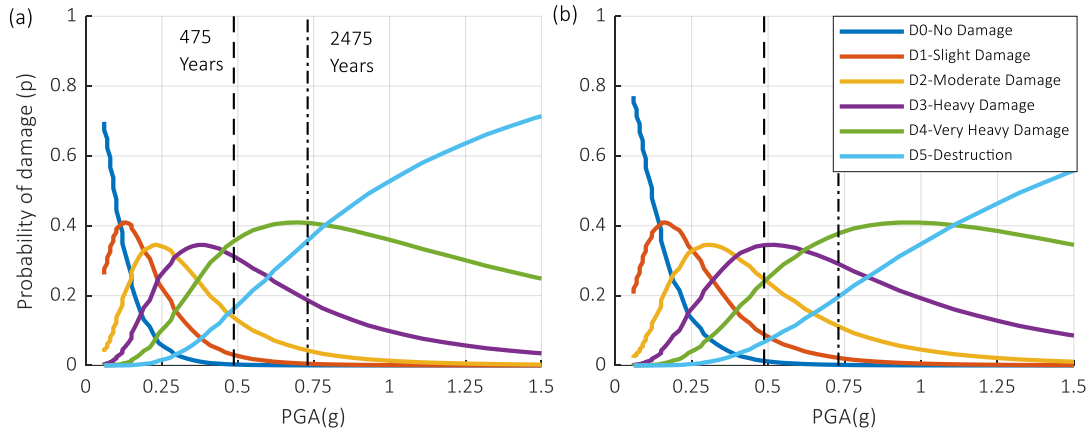 (a)
Probability of damage (p)
1
0.8
0.6
0.4
0.2
0
475
Years
2475
Years
0 0.25 0.5 0.75 1 1.25 1.5
PGA(g)
(b)
1
0.8
0.6
0.4
0.2
0
D0-No Damage
D1-Slight Damage
D2-Moderate Damage
D3-Heavy Damage
D4-Very Heavy Damage
D5-Destruction
0 0.25 0.5 0.75 1 1.25 1.5
PGA(g)